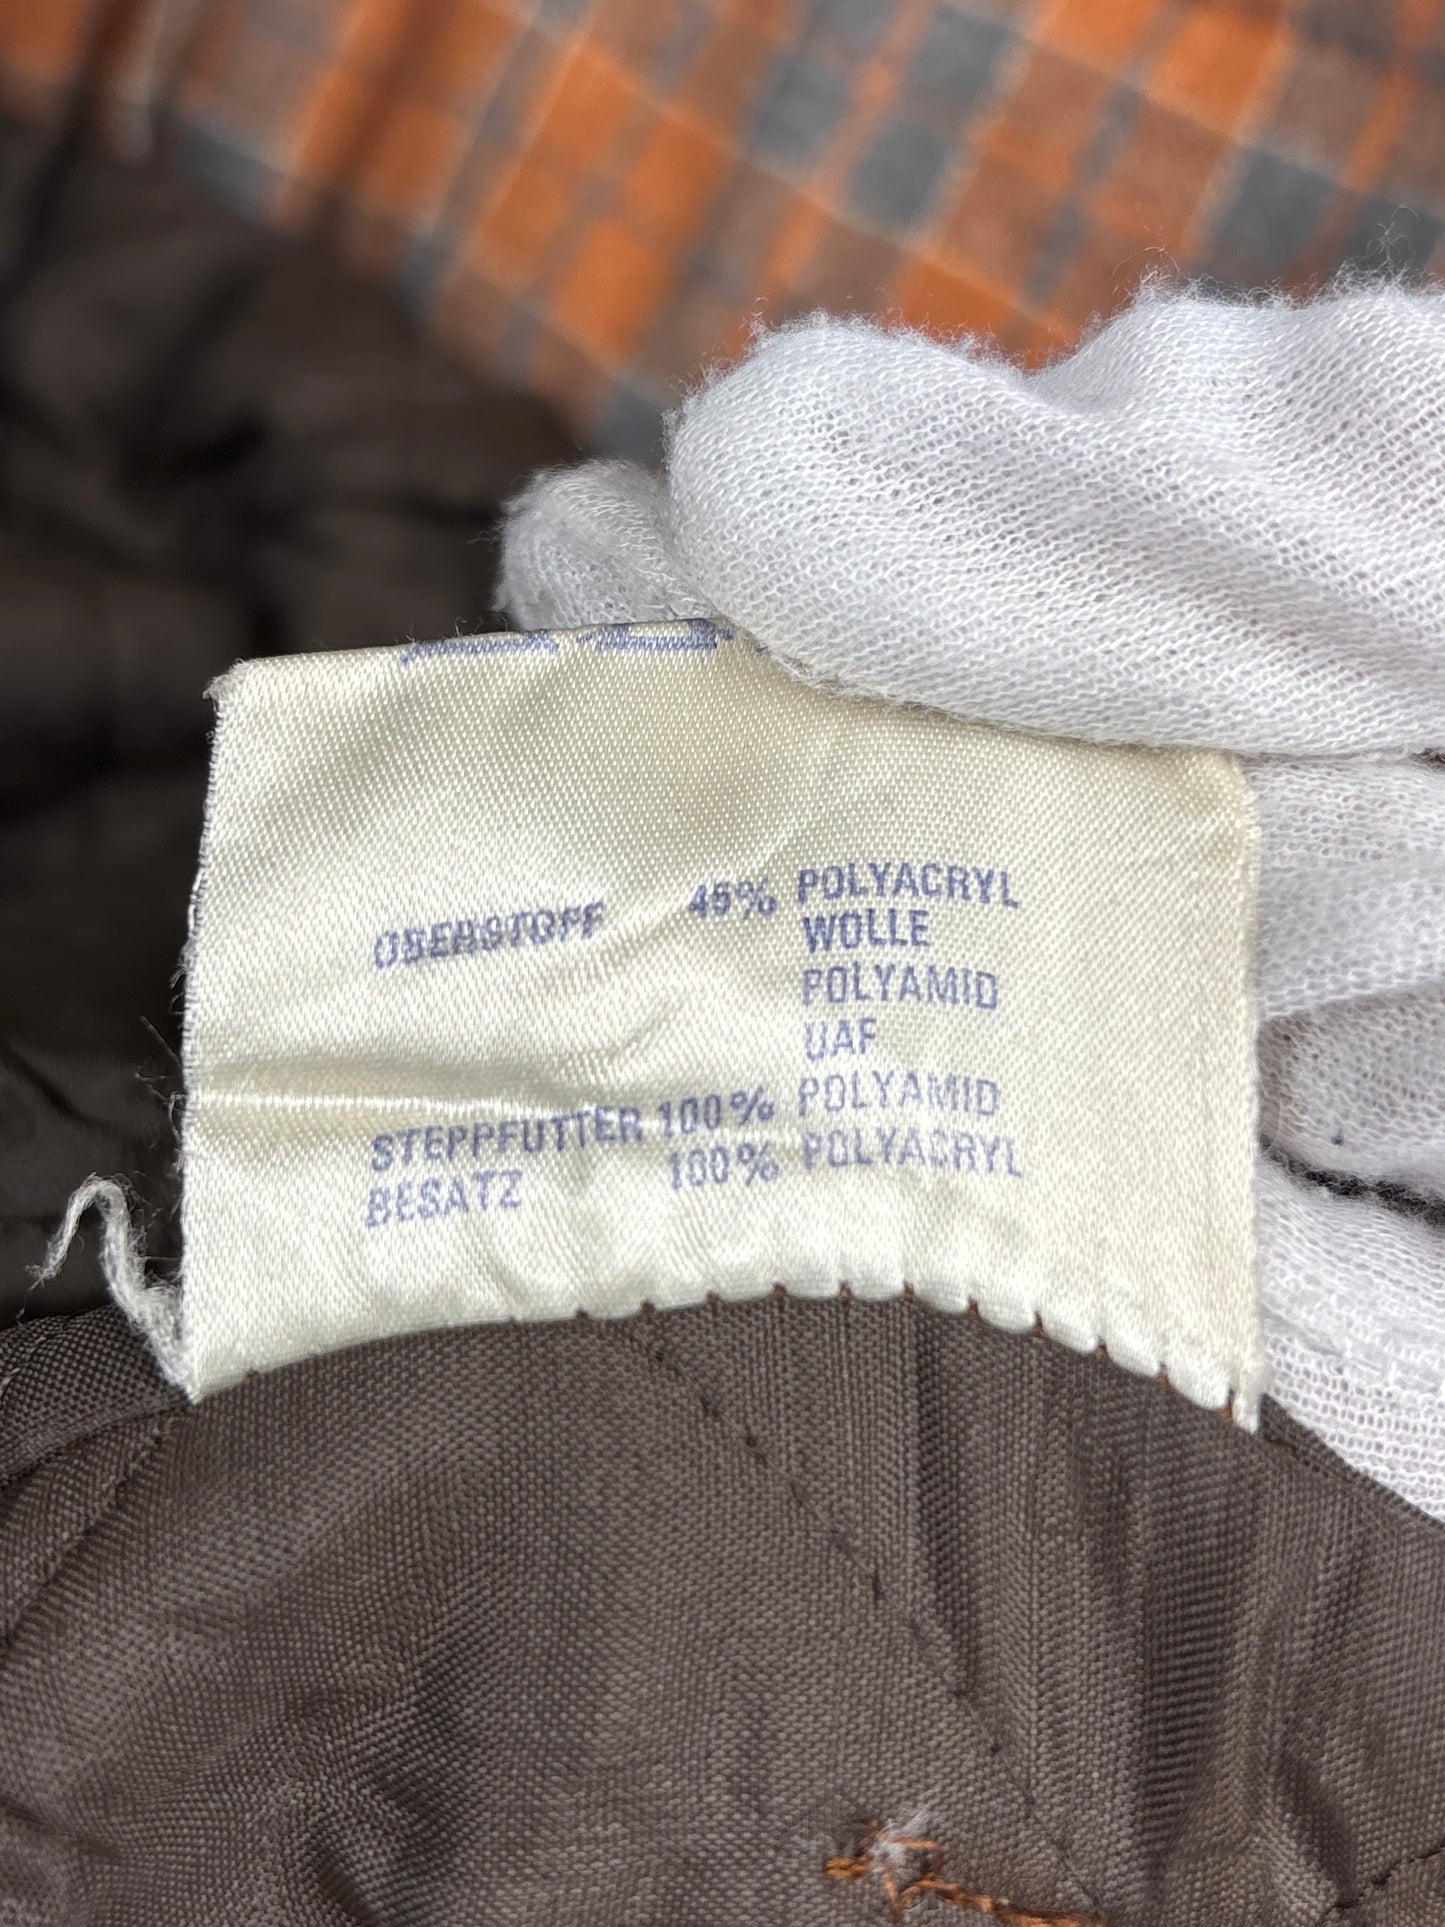 OBERSTOFF 45% POLYACRYL
WOLLE
POLYAMID
UAF
STEPPFUTTER 100% POLYAMID
BESATZ 100% POLYACRYL